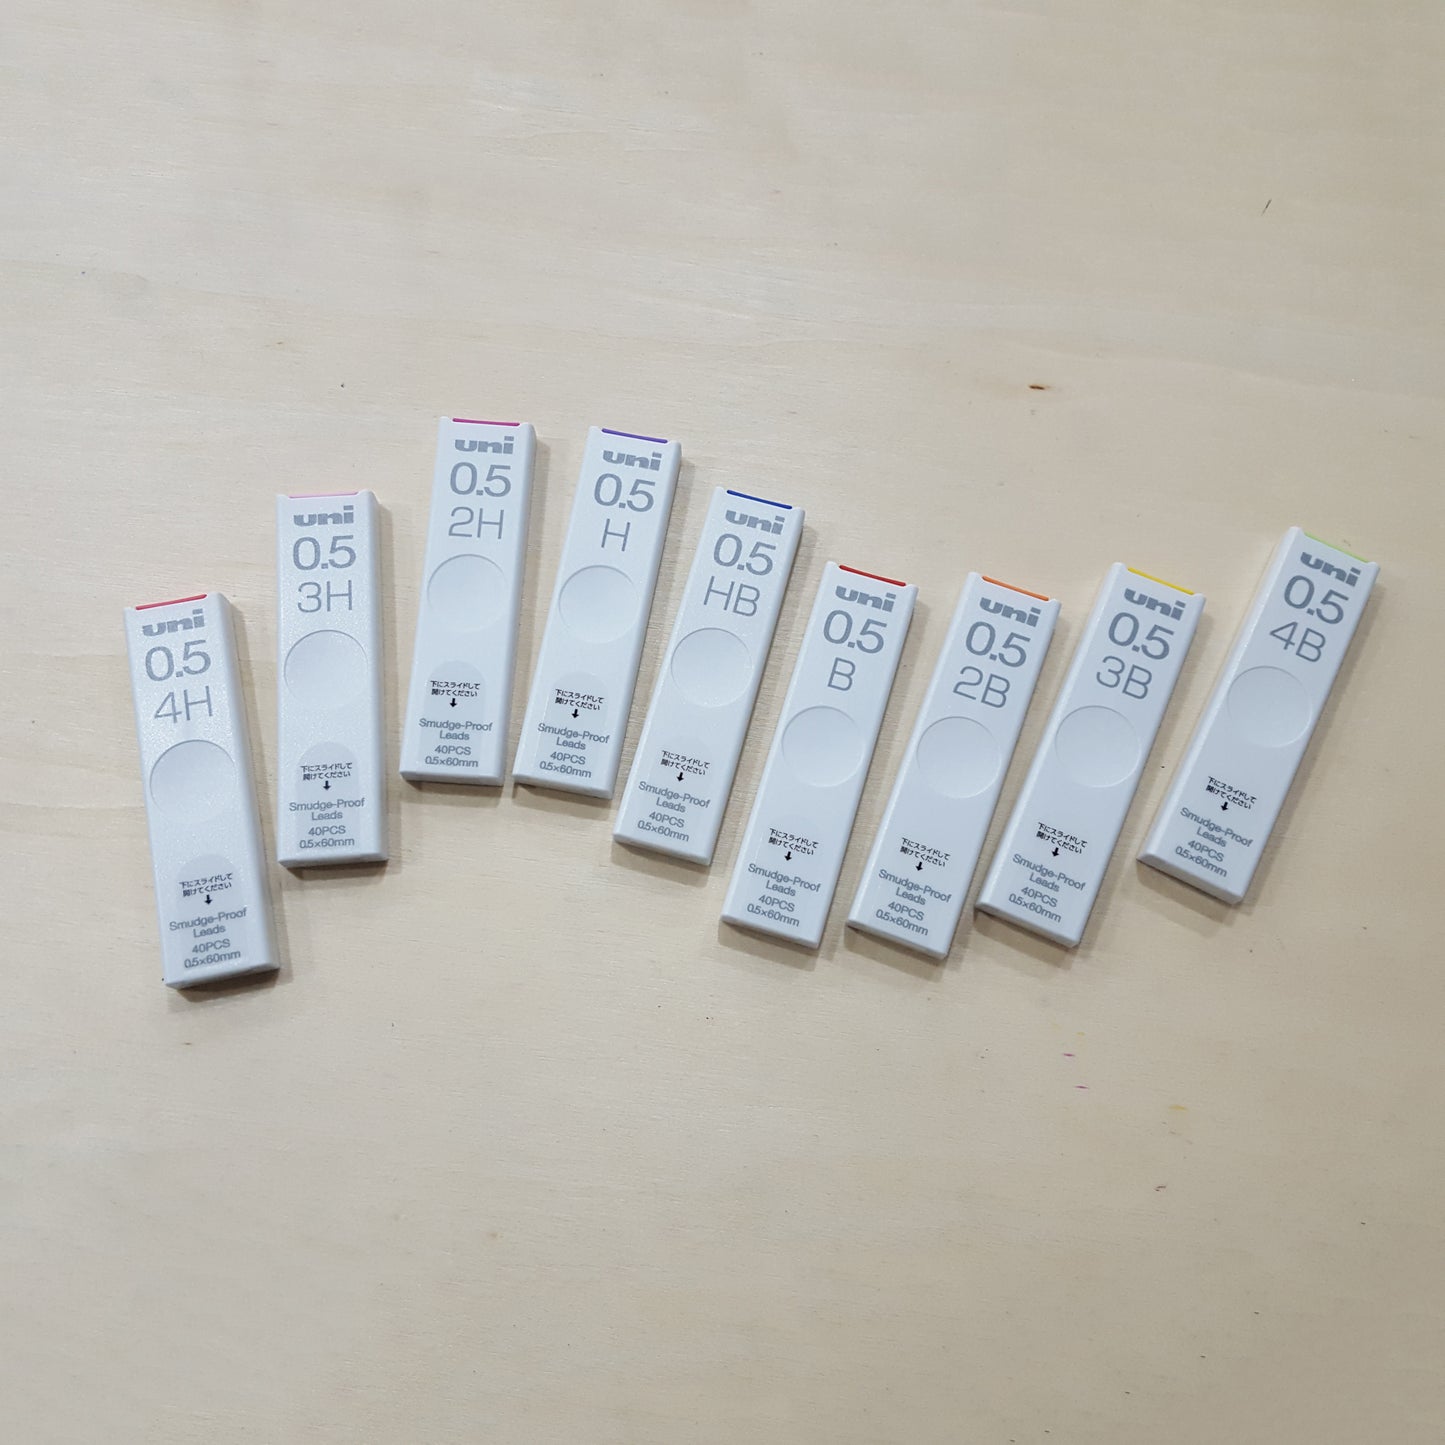 uni
0.5
4H
下にスライドして
開けてください
Smudge-Proof
Leads
40PCS
0.5×60mm
uni
0.5
3H
下にスライドして
開けてください
Smudge-Proof
Leads
40PCS
0.5×60mm
uni
0.5
2H
下にスライドして
開けてください
Smudge-Proof
Leads
40PCS
0.5×60mm
uni
0.5
H
下にスライドして
開けてください
Smudge-Proof
Leads
40PCS
0.5×60mm
uni
0.5
HB
下にスライドして
開けてください
Smudge-Proof
Leads
40PCS
0.5×60mm
uni
0.5
B
下にスライドして
開けてください
Smudge-Proof
Leads
40PCS
0.5×60mm
uni
0.5
2B
下にスライドして
開けてください
Smudge-Proof
Leads
40PCS
0.5×60mm
uni
0.5
3B
下にスライドして
開けてください
Smudge-Proof
Leads
40PCS
0.5×60mm
uni
0.5
4B
下にスライドして
開けてください
Smudge-Proof
Leads
40PCS
0.5×60mm